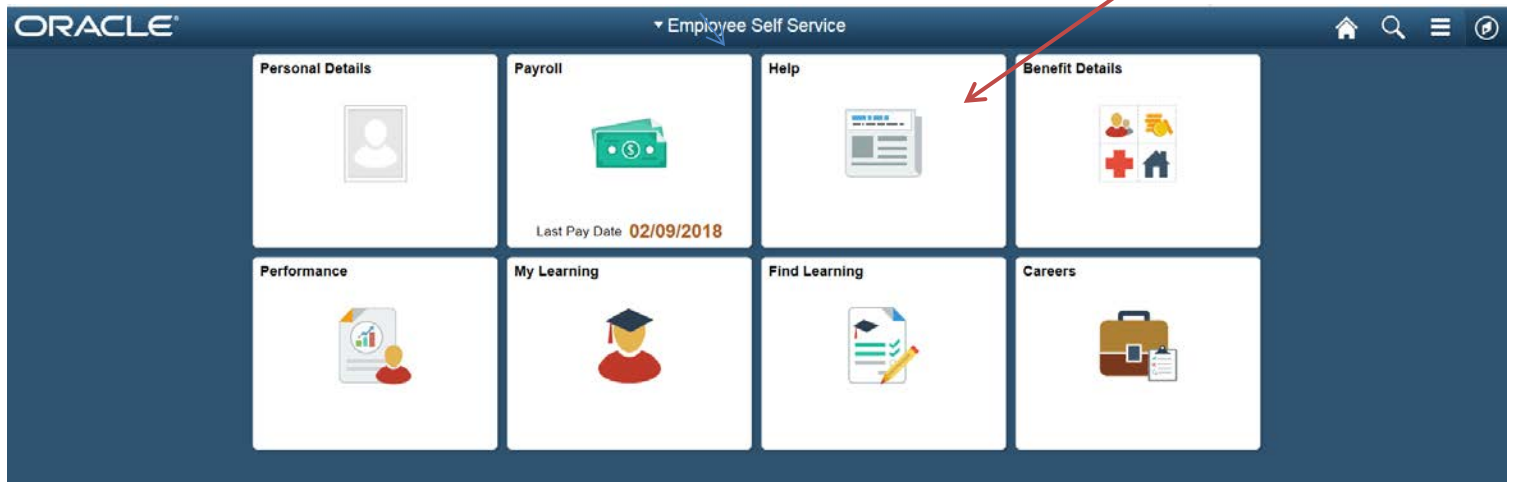 ORACLE
Employee Self Service
Personal Details
Payroll
Last Pay Date 02/09/2018
Help
Benefit Details
Performance
My Learning
Find Learning
Careers